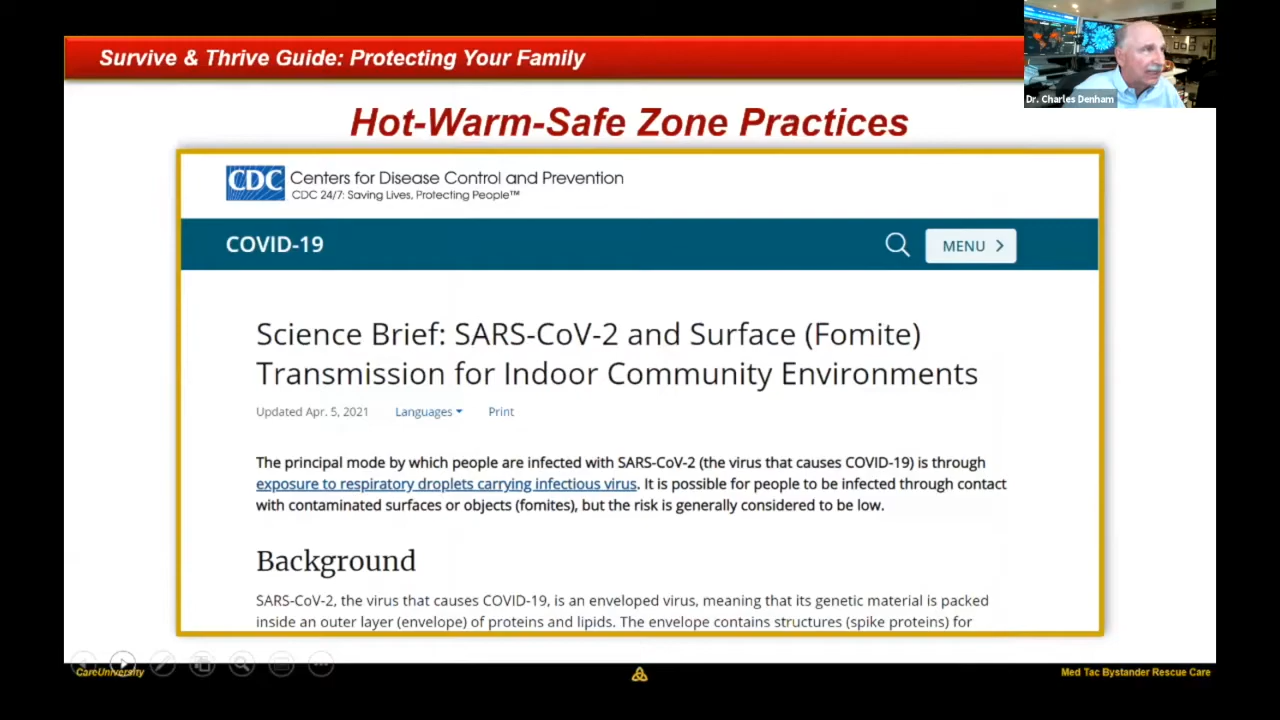 Survive & Thrive Guide: Protecting Your Family
Dr. Charles Denham
Hot-Warm-Safe Zone Practices
CDC
Centers for Disease Control and Prevention
CDC 24/7: Saving Lives, Protecting People™
COVID-19
MENU
Science Brief: SARS-CoV-2 and Surface (Fomite)
Transmission for Indoor Community Environments
Updated Apr. 5, 2021 Languages Print
The principal mode by which people are infected with SARS-CoV-2 (the virus that causes COVID-19) is through
exposure to respiratory droplets carrying infectious virus. It is possible for people to be infected through contact
with contaminated surfaces or objects (fomites), but the risk is generally considered to be low.
Background
SARS-CoV-2, the virus that causes COVID-19, is an enveloped virus, meaning that its genetic material is packed
inside an outer layer (envelope) of proteins and lipids. The envelope contains structures (spike proteins) for
CareUniversity
Med Tac Bystander Rescue Care